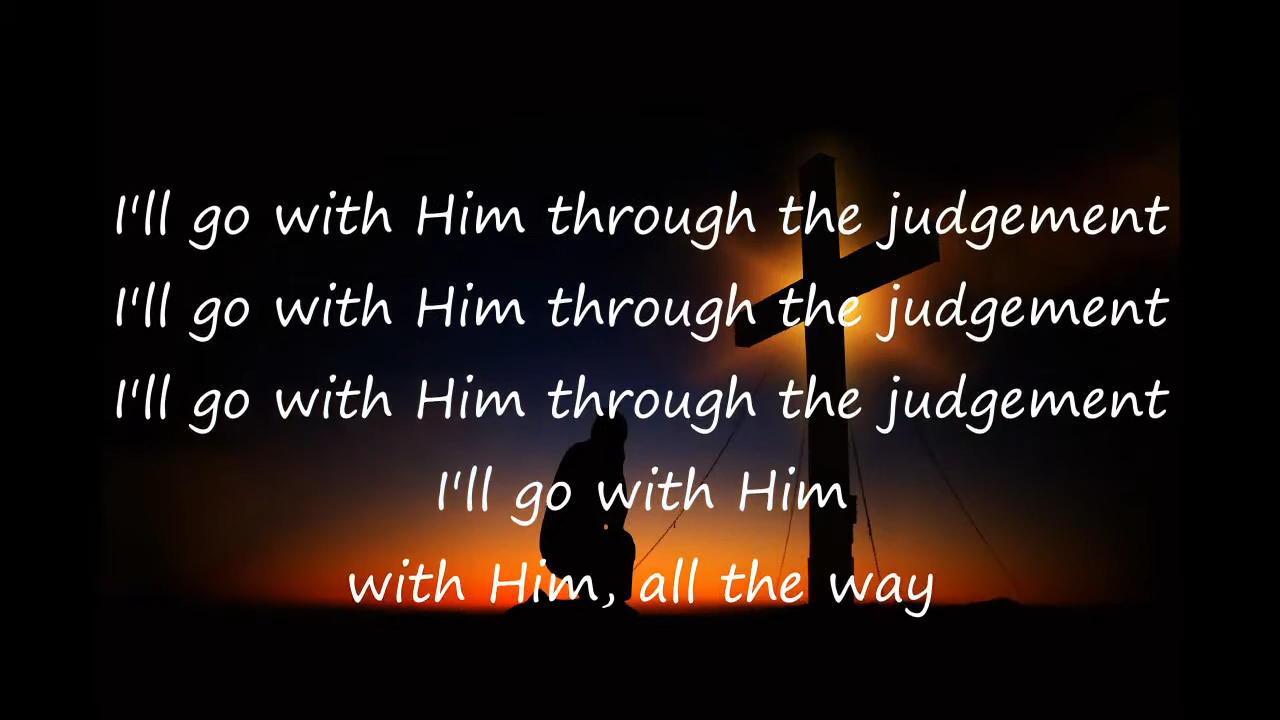 I'll go with Him through the judgement
I'll go with Him through the judgement
I'll go with Him through the judgement
I'll go with Him
with Him, all the way